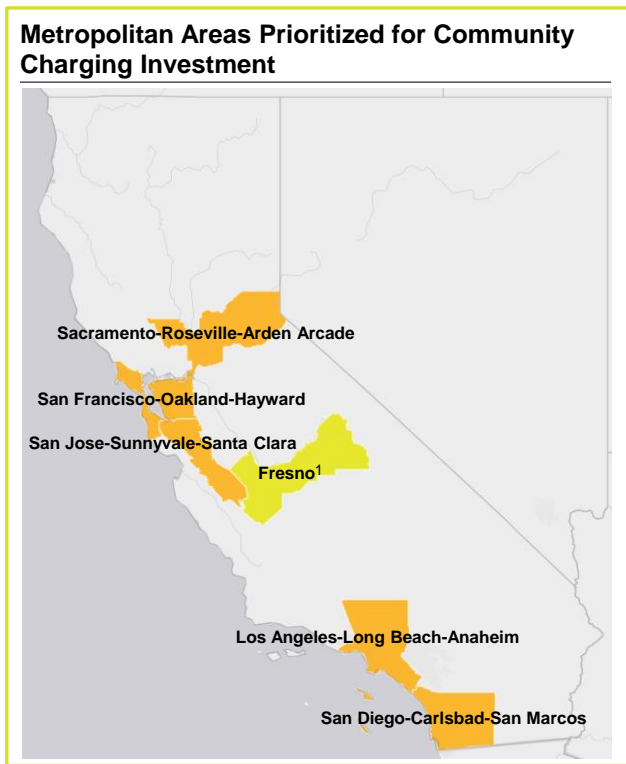 Metropolitan Areas Prioritized for Community
Charging Investment
Sacramento-Roseville-Arden Arcade
San Francisco-Oakland-Hayward
San Jose-Sunnyvale-Santa Clara
Fresno¹
Los Angeles-Long Beach-Anaheim
San Diego-Carlsbad-San Marcos